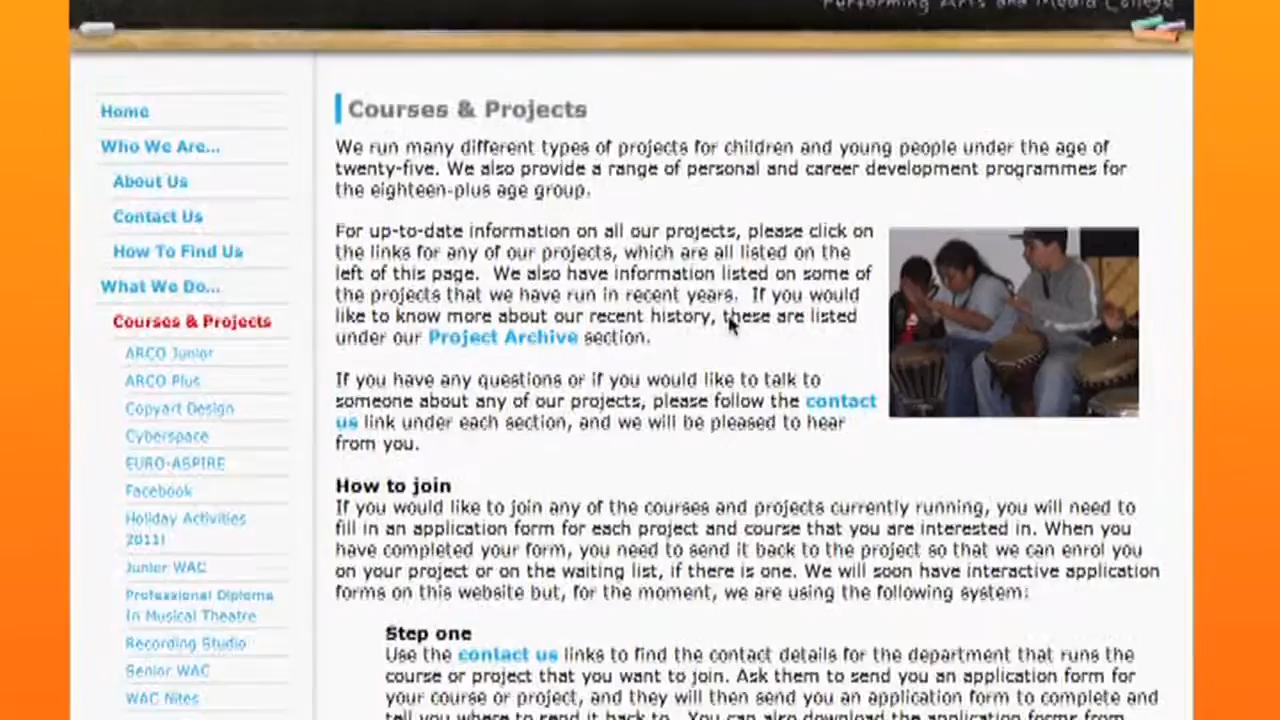 Performing Arts and Media College
Home
Who We Are...
About Us
Contact Us
How To Find Us
What We Do...
Courses & Projects
ARCO Junior
ARCO Plus
Copyart Design
Cyberspace
EURO-ASPIRE
Facebook
Holiday Activities
2011!
Junior WAC
Professional Diploma
in Musical Theatre
Recording Studio
Senior WAC
WAC Nites
Courses & Projects
We run many different types of projects for children and young people under the age of
twenty-five. We also provide a range of personal and career development programmes for
the eighteen-plus age group.
For up-to-date information on all our projects, please click on
the links for any of our projects, which are all listed on the
left of this page. We also have information listed on some of
the projects that we have run in recent years. If you would
like to know more about our recent history, these are listed
under our Project Archive section.
If you have any questions or if you would like to talk to
someone about any of our projects, please follow the contact
us link under each section, and we will be pleased to hear
from you.
How to join
If you would like to join any of the courses and projects currently running, you will need to
fill in an application form for each project and course that you are interested in. When you
have completed your form, you need to send it back to the project so that we can enrol you
on your project or on the waiting list, if there is one. We will soon have interactive application
forms on this website but, for the moment, we are using the following system:
Step one
Use the contact us links to find the contact details for the department that runs the
course or project that you want to join. Ask them to send you an application form for
your course or project, and they will then send you an application form to complete and
tell you where to send it back to. You can also download the application forms from